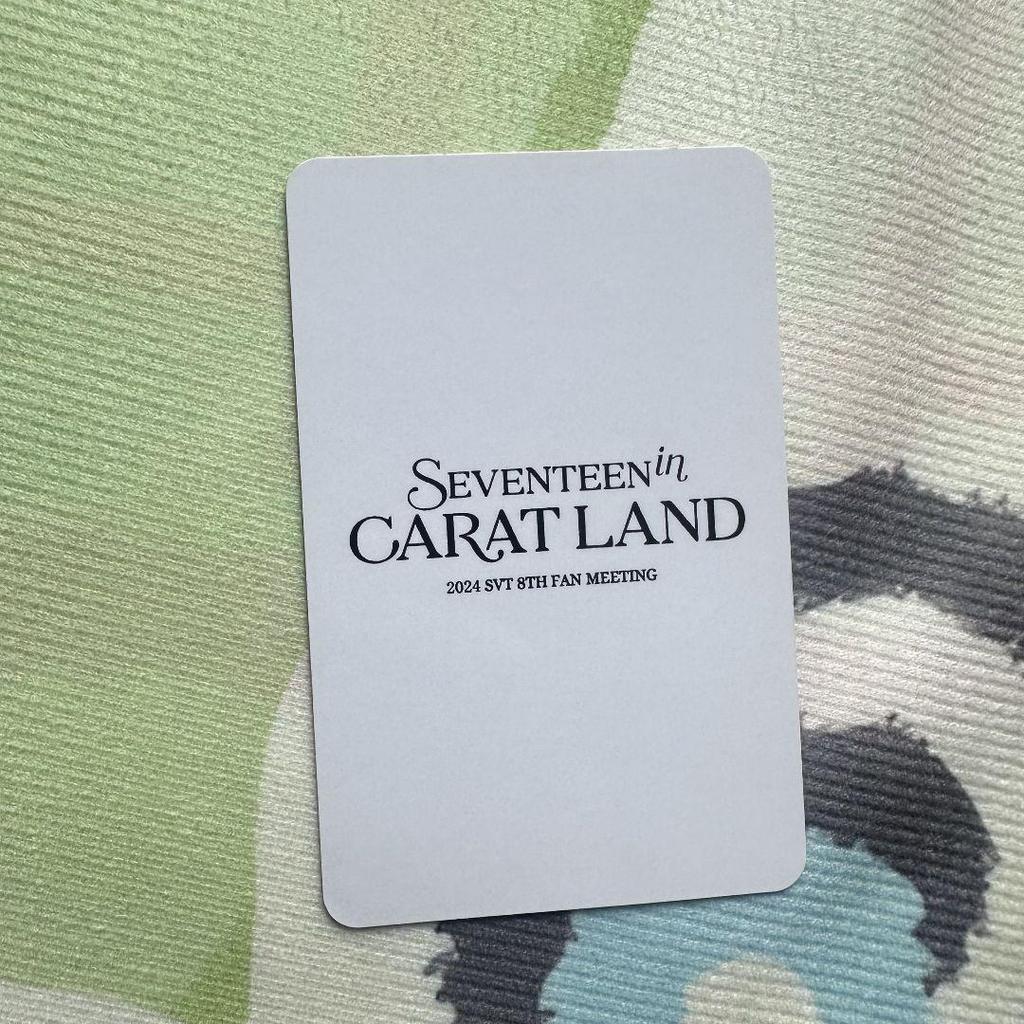 SEVENTEEN in
CARAT LAND
2024 SVT 8TH FAN MEETING